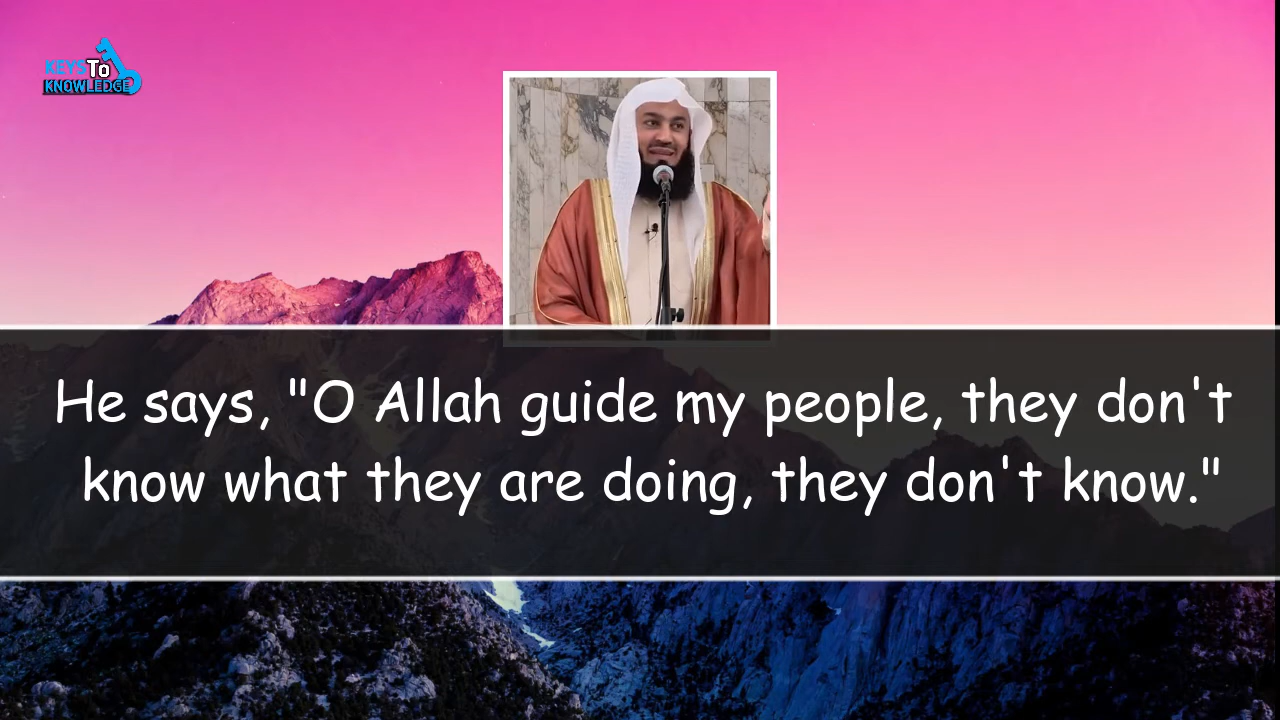 KEYS To
KNOWLEDGE
He says, "O Allah guide my people, they don't
know what they are doing, they don't know."